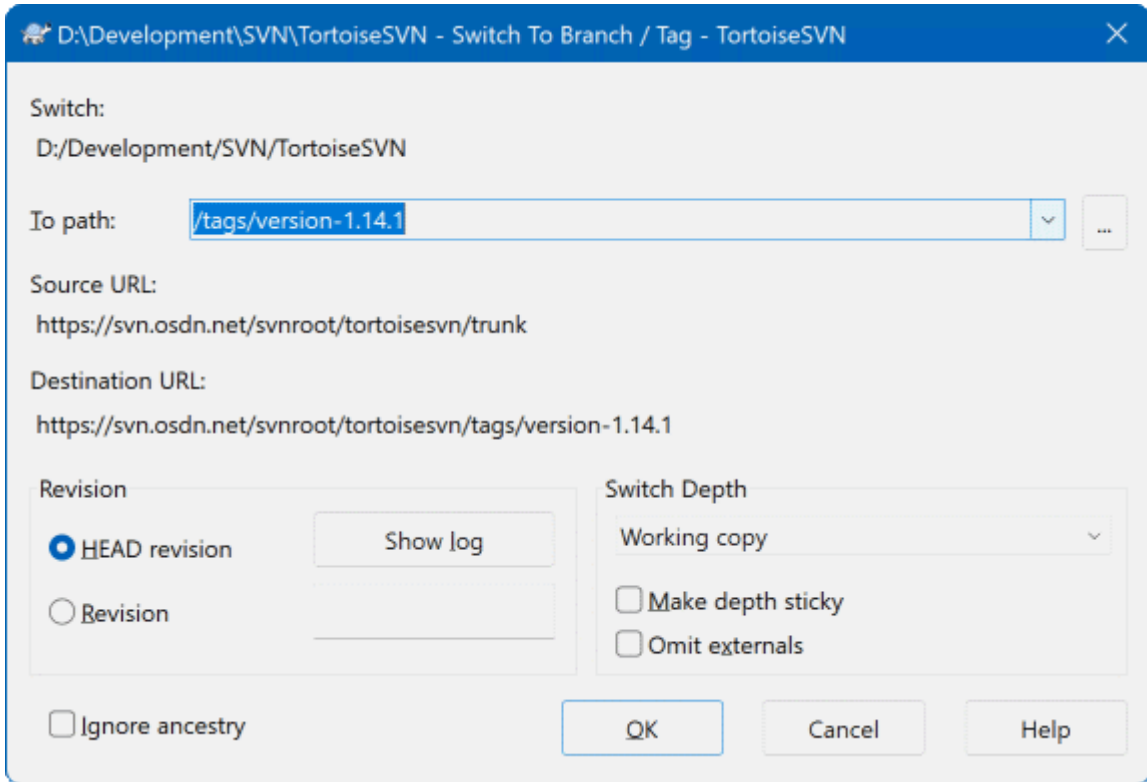 D:\Development\SVN\TortoiseSVN - Switch To Branch / Tag - TortoiseSVN
Switch:
D:/Development/SVN/TortoiseSVN
To path: /tags/version-1.14.1 ...
Source URL:
https://svn.osdn.net/svnroot/tortoisesvn/trunk
Destination URL:
https://svn.osdn.net/svnroot/tortoisesvn/tags/version-1.14.1
Revision
HEAD revision Show log
Revision
Switch Depth
Working copy
Make depth sticky
Omit externals
Ignore ancestry
OK Cancel Help